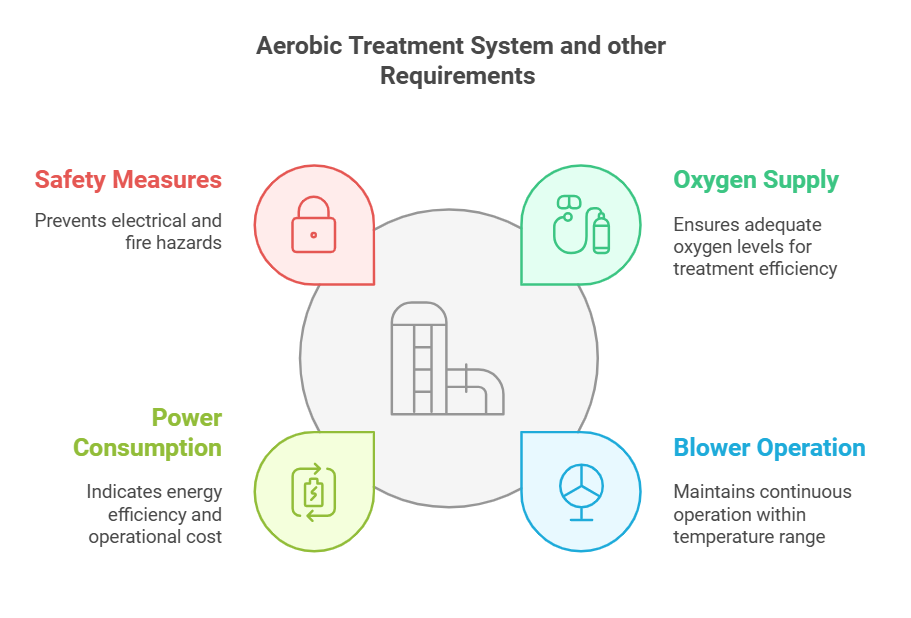 Aerobic Treatment System and other
Requirements
Safety Measures
Prevents electrical and
fire hazards
Oxygen Supply
Ensures adequate
oxygen levels for
treatment efficiency
Power
Consumption
Indicates energy
efficiency and
operational cost
Blower Operation
Maintains continuous
operation within
temperature range